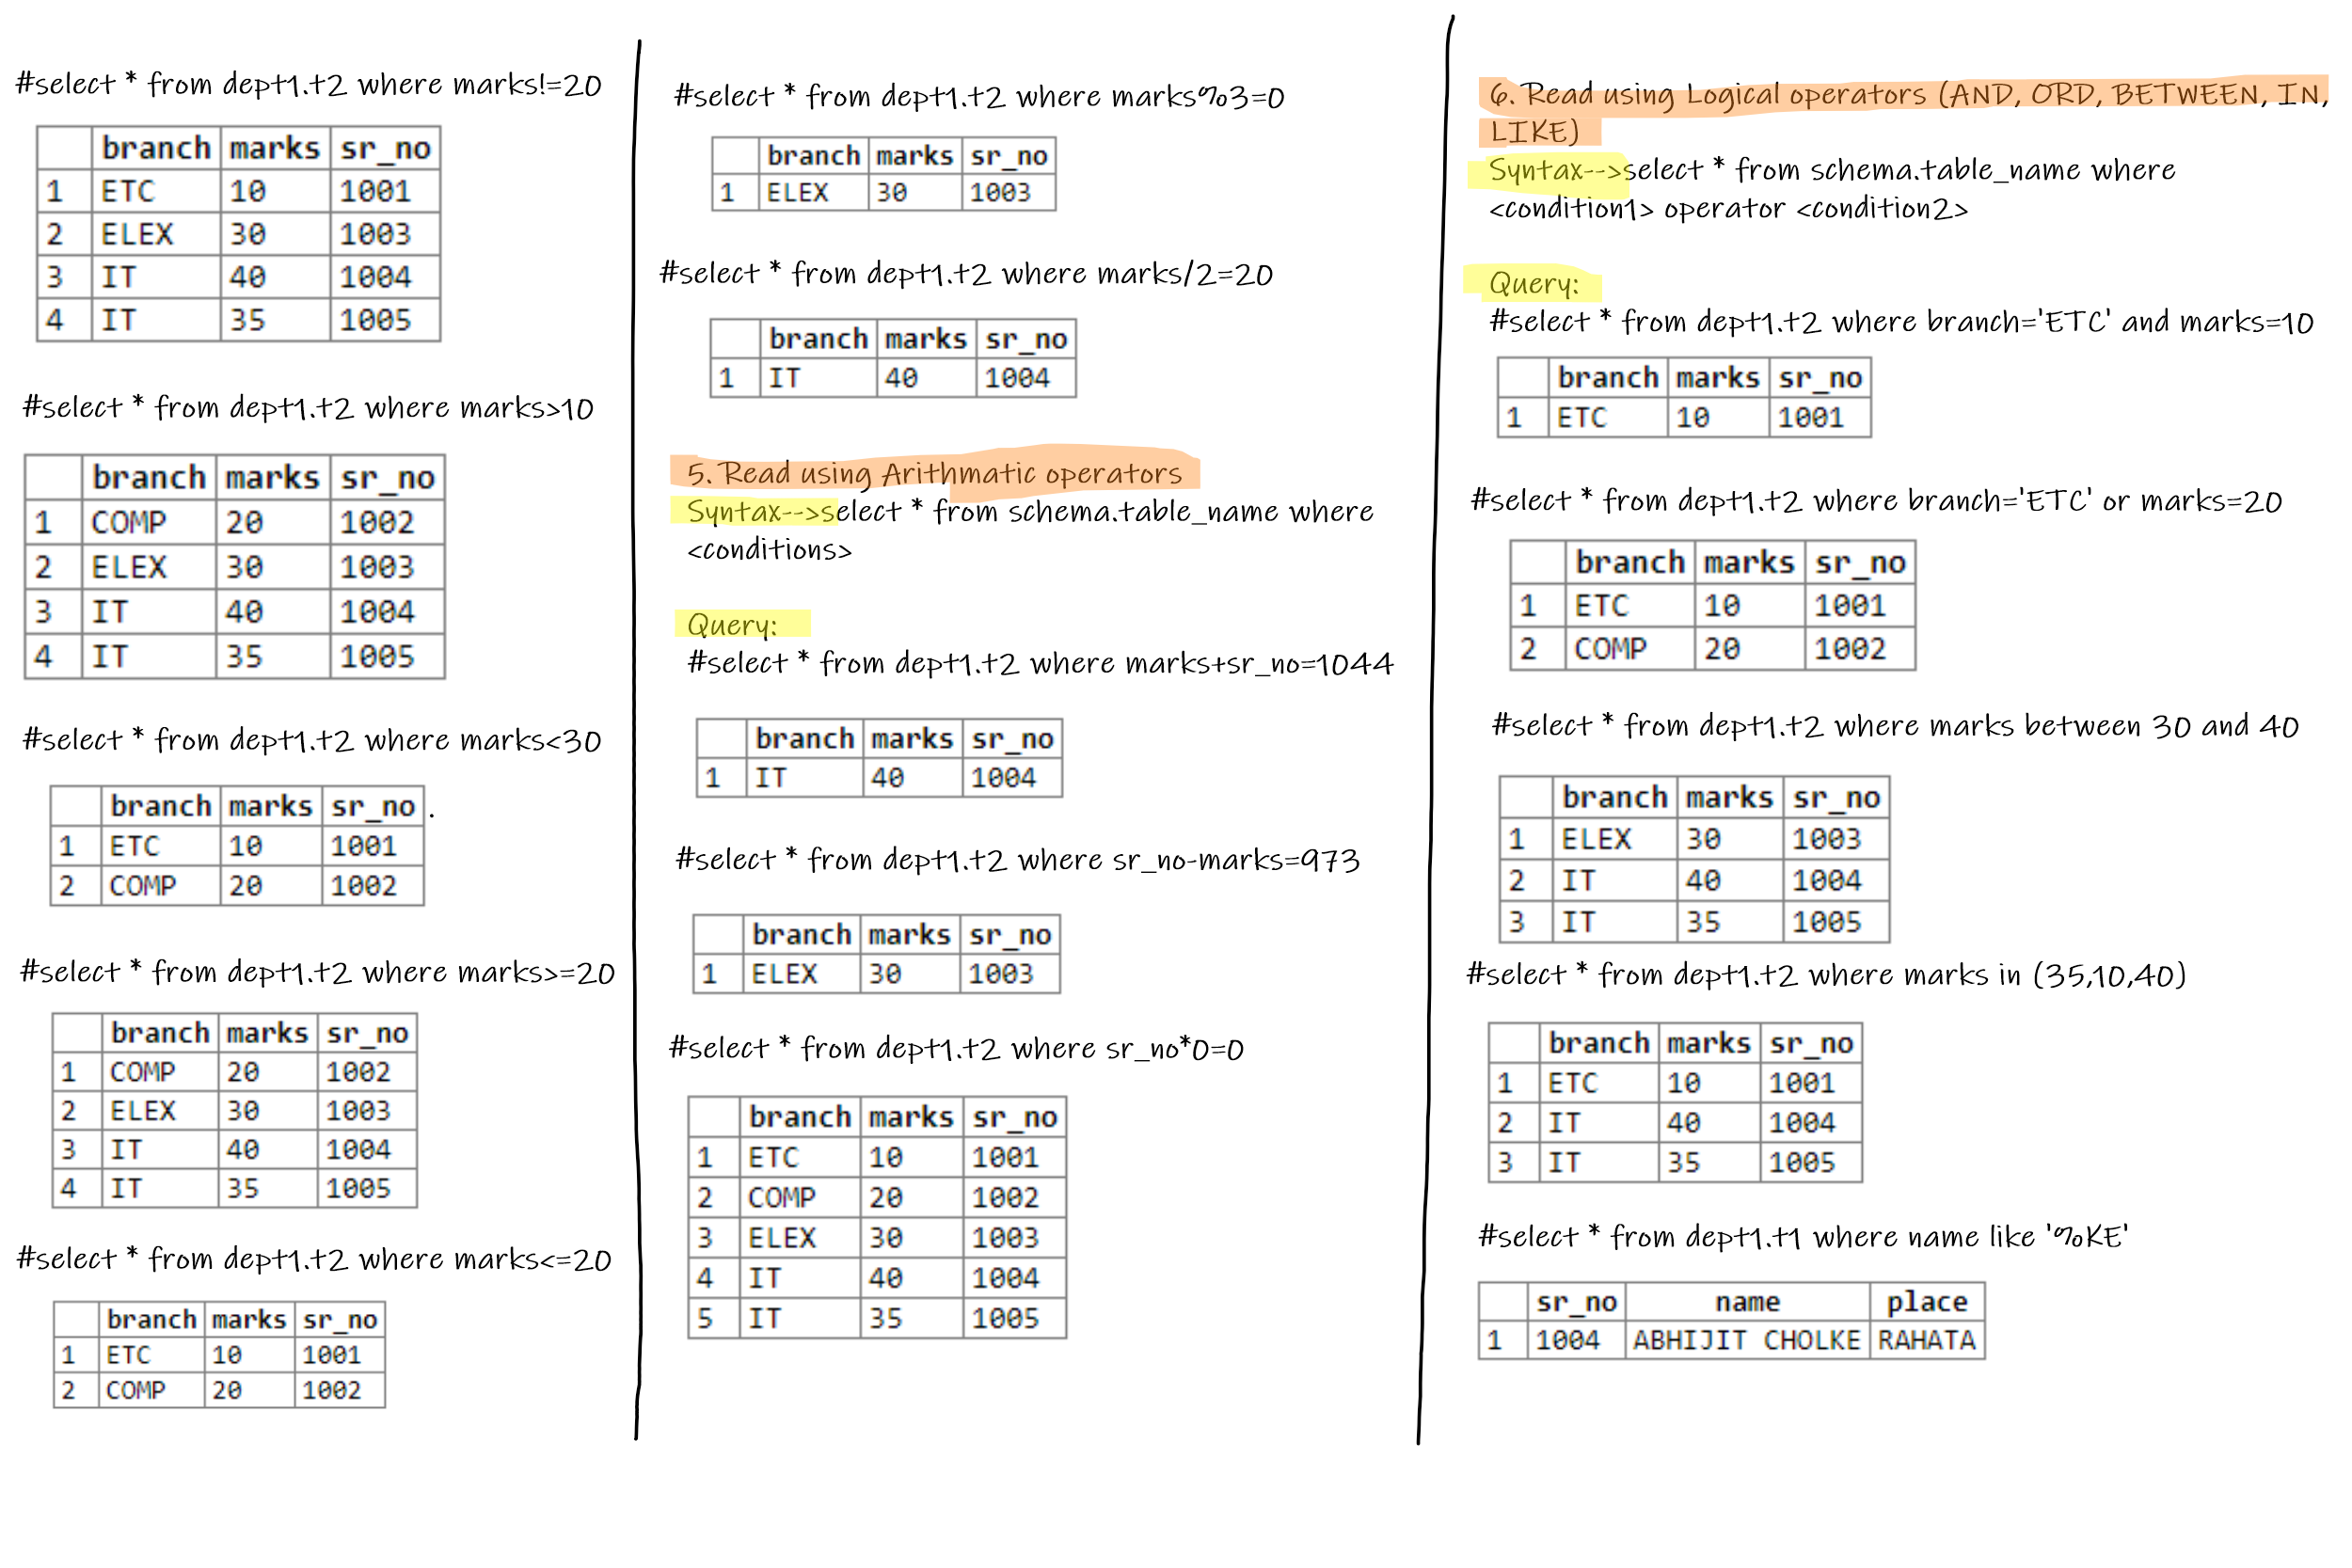 #select * from dept1.t2 where marks!=20
branch marks sr_no
1 ETC 10 1001
2 ELEX 30 1003
3 IT 40 1004
4 IT 35 1005
#select * from dept1.t2 where marks>10
branch marks sr_no
1 COMP 20 1002
2 ELEX 30 1003
3 IT 40 1004
4 IT 35 1005
#select * from dept1.t2 where marks<30
branch marks sr_no .
1 ETC 10 1001
2 COMP 20 1002
#select * from dept1.t2 where marks>=20
branch marks sr_no
1 COMP 20 1002
2 ELEX 30 1003
3 IT 40 1004
4 IT 35 1005
#select * from dept1.t2 where marks<=20
branch marks sr_no
1 ETC 10 1001
2 COMP 20 1002
#select * from dept1.t2 where marks%3=0
branch marks sr_no
1 ELEX 30 1003
#select * from dept1.t2 where marks/2=20
branch marks sr_no
1 IT 40 1004
5. Read using Arithmatic operators
Syntax-->select * from schema.table_name where
<conditions>
Query:
#select * from dept1.t2 where marks+sr_no=1044
branch marks sr_no
1 IT 40 1004
#select * from dept1.t2 where sr_no-marks=973
branch marks sr_no
1 ELEX 30 1003
#select * from dept1.t2 where sr_no*0=0
branch marks sr_no
1 ETC 10 1001
2 COMP 20 1002
3 ELEX 30 1003
4 IT 40 1004
5 IT 35 1005
6. Read using Logical operators (AND, ORD, BETWEEN, IN,
LIKE)
Syntax-->select * from schema.table_name where
<condition1> operator <condition2>
Query:
#select * from dept1.t2 where branch='ETC' and marks=10
branch marks sr_no
1 ETC 10 1001
#select * from dept1.t2 where branch='ETC' or marks=20
branch marks sr_no
1 ETC 10 1001
2 COMP 20 1002
#select * from dept1.t2 where marks between 30 and 40
branch marks sr_no
1 ELEX 30 1003
2 IT 40 1004
3 IT 35 1005
#select * from dept1.t2 where marks in (35,10,40)
branch marks sr_no
1 ETC 10 1001
2 IT 40 1004
3 IT 35 1005
#select * from dept1.t1 where name like '%KE'
sr_no name place
1 1004 ABHIJIT CHOLKE RAHATA